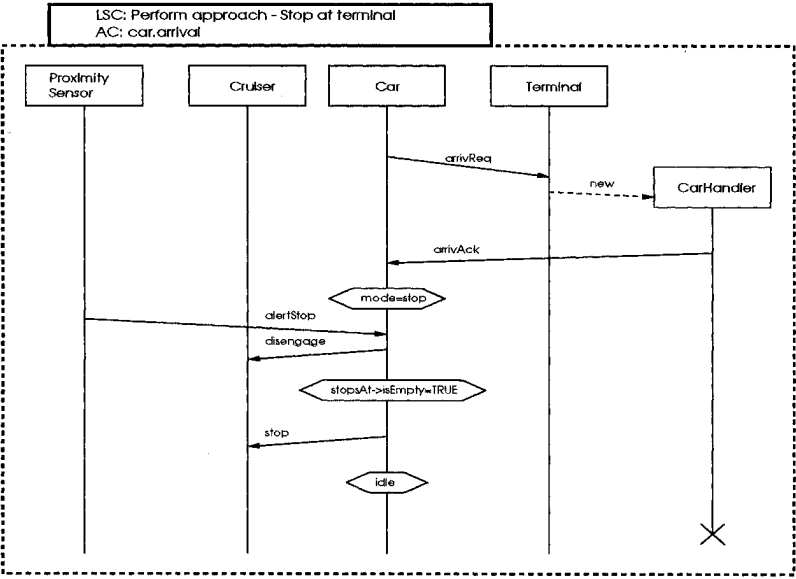 LSC: Perform approach - Stop at terminal
AC: car.arrival
Proximity
Sensor
Cruiser
Car
Terminal
arrivReq
new
CarHandler
arrivAck
mode=stop
alertStop
disengage
stopsAt->isEmpty=TRUE
stop
idle